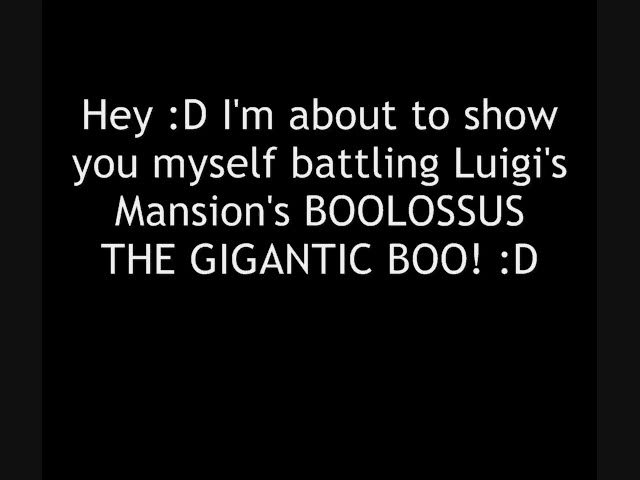 Hey :D I'm about to show
you myself battling Luigi's
Mansion's BOOLOSSUS
THE GIGANTIC BOO! :D